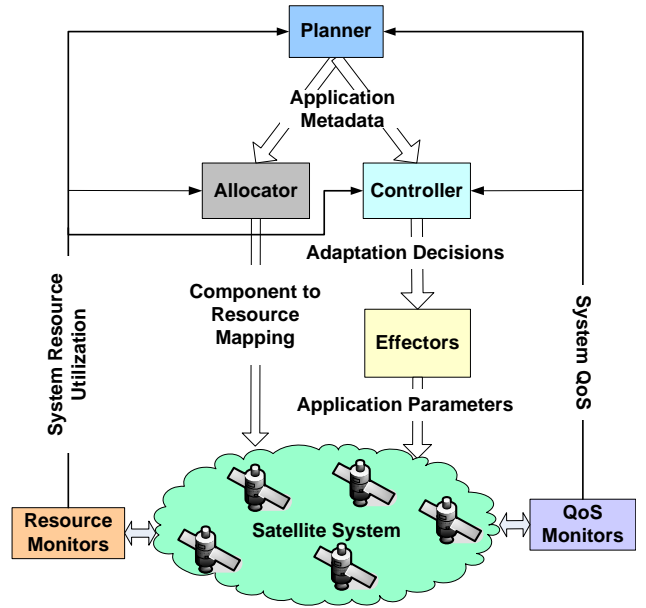 Planner
Application
Metadata
Allocator
Controller
Adaptation Decisions
Component to
Resource
Mapping
Effectors
Application Parameters
System Resource
Utilization
System QoS
Satellite System
Resource
Monitors
QoS
Monitors